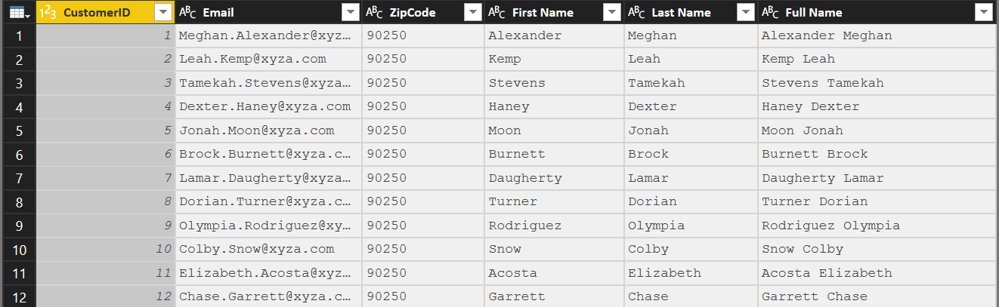 123 CustomerID ABC Email ABC ZipCode ABC First Name ABC Last Name ABC Full Name
1 1 Meghan.Alexander@xyz... 90250 Alexander Meghan Alexander Meghan
2 2 Leah.Kemp@xyza.com 90250 Kemp Leah Kemp Leah
3 3 Tamekah.Stevens@xyza... 90250 Stevens Tamekah Stevens Tamekah
4 4 Dexter.Haney@xyza.com 90250 Haney Dexter Haney Dexter
5 5 Jonah.Moon@xyza.com 90250 Moon Jonah Moon Jonah
6 6 Brock.Burnett@xyza.c... 90250 Burnett Brock Burnett Brock
7 7 Lamar.Daugherty@xyza... 90250 Daugherty Lamar Daugherty Lamar
8 8 Dorian.Turner@xyza.c... 90250 Turner Dorian Turner Dorian
9 9 Olympia.Rodriguez@xy... 90250 Rodriguez Olympia Rodriguez Olympia
10 10 Colby.Snow@xyza.com 90250 Snow Colby Snow Colby
11 11 Elizabeth.Acosta@xyz... 90250 Acosta Elizabeth Acosta Elizabeth
12 12 Chase.Garrett@xyza.c... 90250 Garrett Chase Garrett Chase